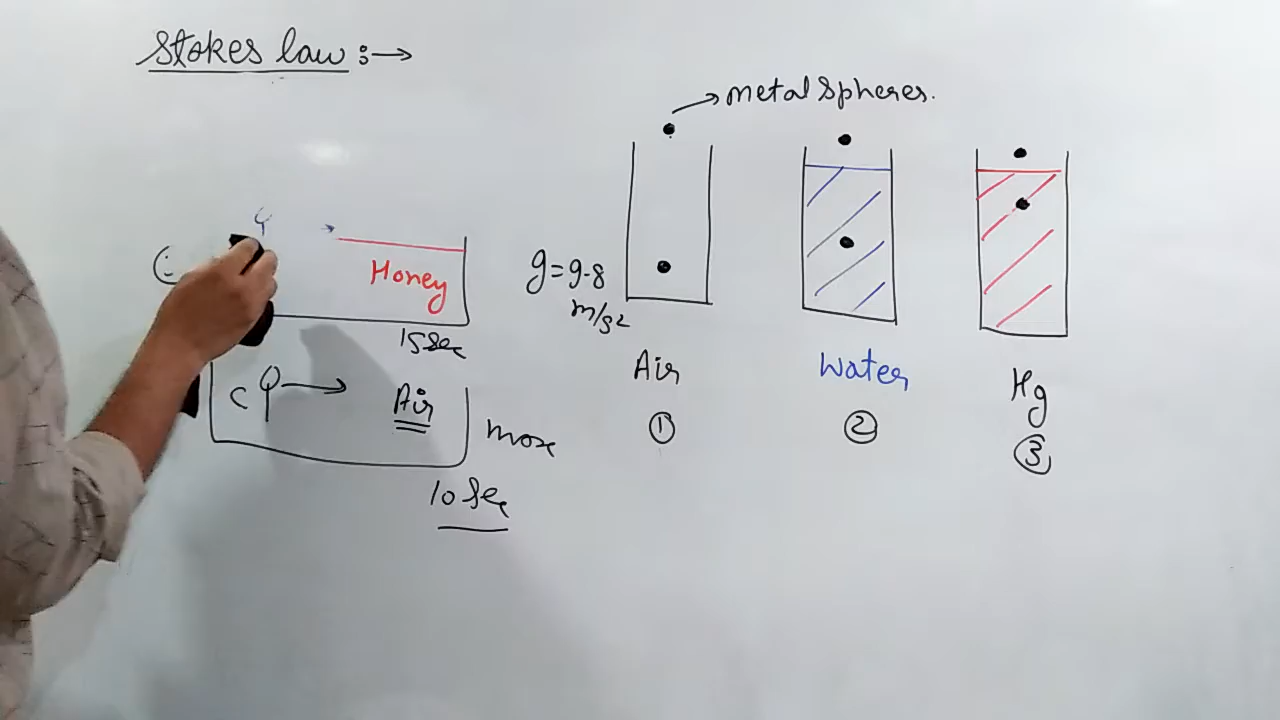 Stokes law :→
→ metal spheres.
Honey
15 sec
g = 9.8
m/s²
Air
Water
Hg
①
②
③
Air
10 sec